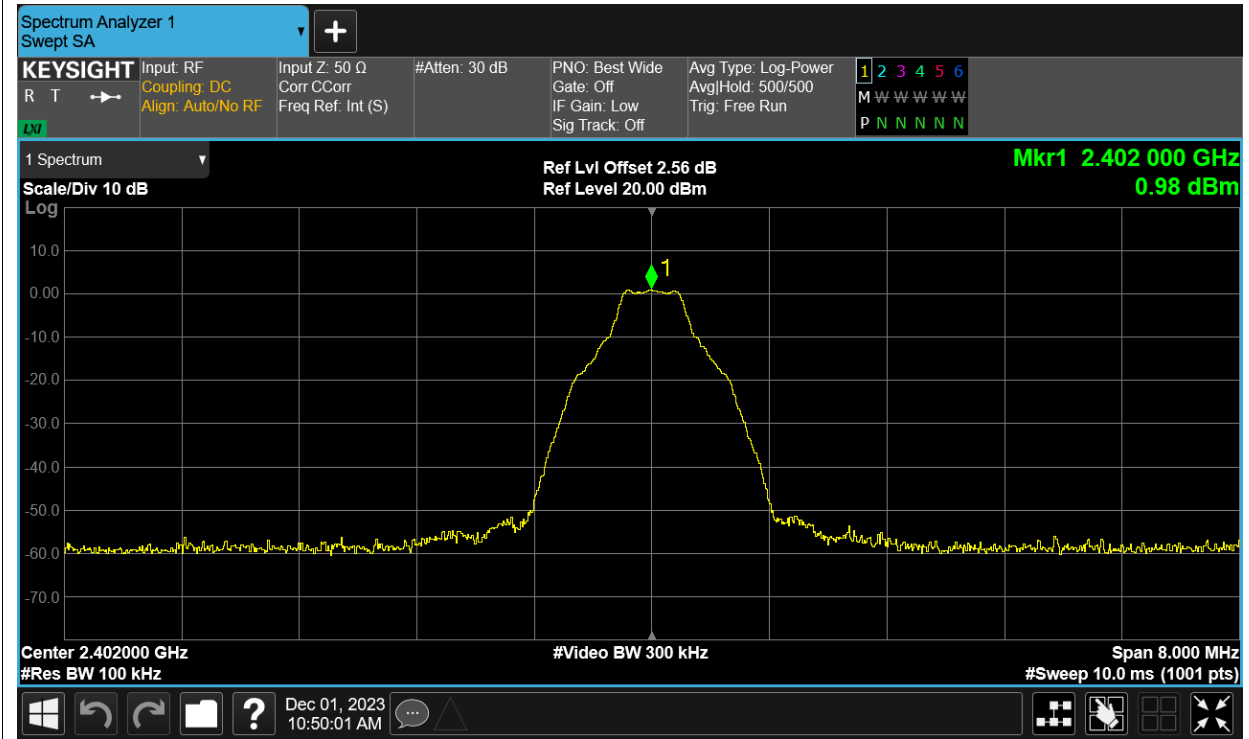 Spectrum Analyzer 1
Swept SA
KEYSIGHT
R T
LXI
Input: RF
Coupling: DC
Align: Auto/No RF
Input Z: 50 Ω
Corr CCorr
Freq Ref: Int (S)
#Atten: 30 dB
PNO: Best Wide
Gate: Off
IF Gain: Low
Sig Track: Off
Avg Type: Log-Power
Avg|Hold: 500/500
Trig: Free Run
1 2 3 4 5 6
M W W W W W
P N N N N N
1 Spectrum
Scale/Div 10 dB
Ref Lvl Offset 2.56 dB
Ref Level 20.00 dBm
Mkr1 2.402 000 GHz
0.98 dBm
Log
10.0
0.00
-10.0
-20.0
-30.0
-40.0
-50.0
-60.0
-70.0
1
Center 2.402000 GHz
#Video BW 300 kHz
Span 8.000 MHz
#Res BW 100 kHz
#Sweep 10.0 ms (1001 pts)
?
Dec 01, 2023
10:50:01 AM